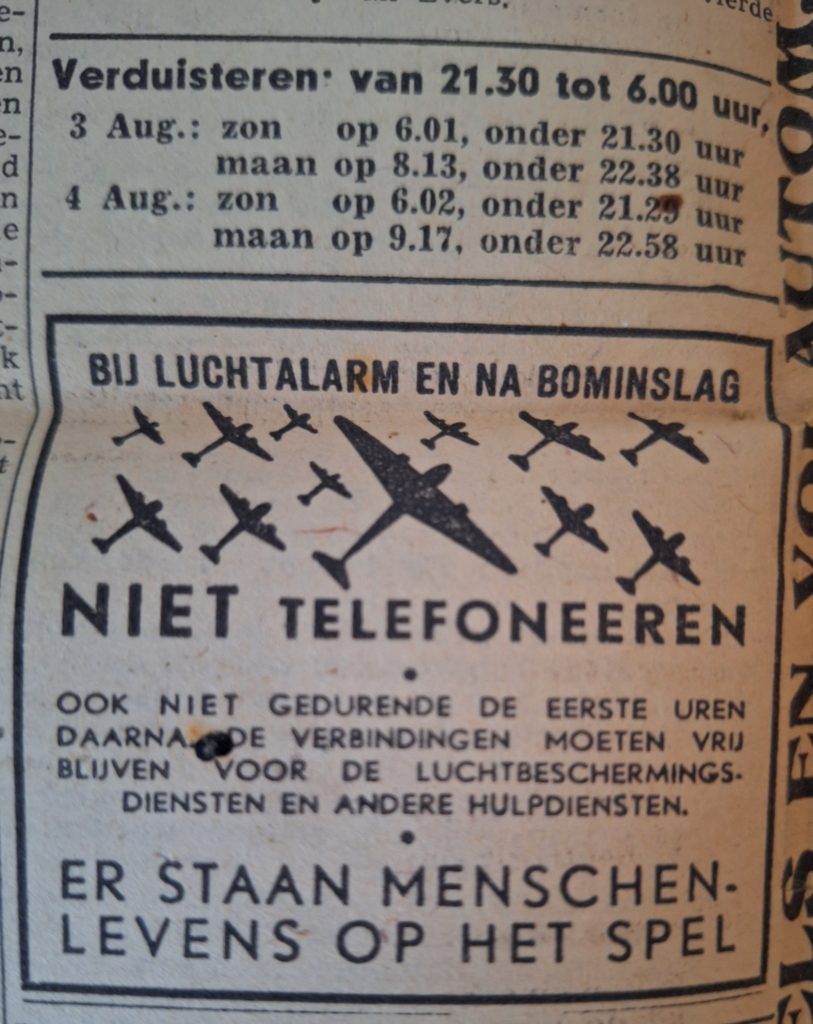 Verduisteren: van 21.30 tot 6.00 uur,
3 Aug.: zon op 6.01, onder 21.30 uur
maan op 8.13, onder 22.38 uur
4 Aug.: zon op 6.02, onder 21.29 uur
maan op 9.17, onder 22.58 uur
BIJ LUCHTALARM EN NA BOMINSLAG
NIET TELEFONEEREN
•
OOK NIET GEDURENDE DE EERSTE UREN
DAARNA. DE VERBINDINGEN MOETEN VRIJ
BLIJVEN VOOR DE LUCHTBESCHERMINGS-
DIENSTEN EN ANDERE HULPDIENSTEN.
•
ER STAAN MENSCHEN-
LEVENS OP HET SPEL